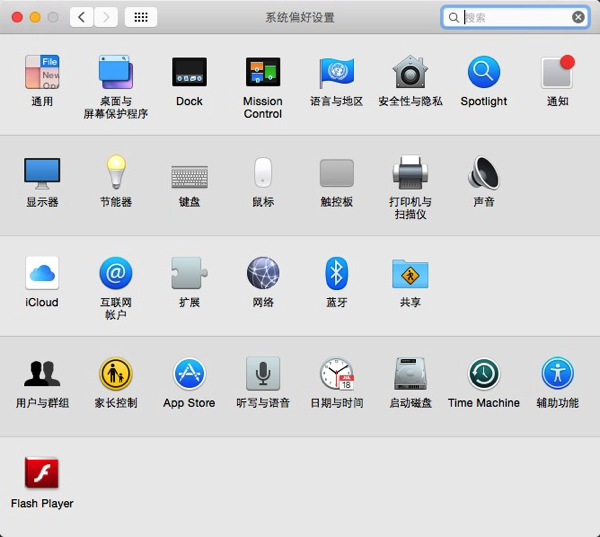 系统偏好设置
搜索
File
New
Ope
通用
桌面与
屏幕保护程序
Dock
Mission
Control
语言与地区
安全性与隐私
Spotlight
通知
显示器
节能器
键盘
鼠标
触控板
打印机与
扫描仪
声音
iCloud
@
互联网
帐户
扩展
网络
蓝牙
共享
JUL
18
用户与群组
家长控制
App Store
听写与语音
日期与时间
启动磁盘
Time Machine
辅助功能
Flash Player